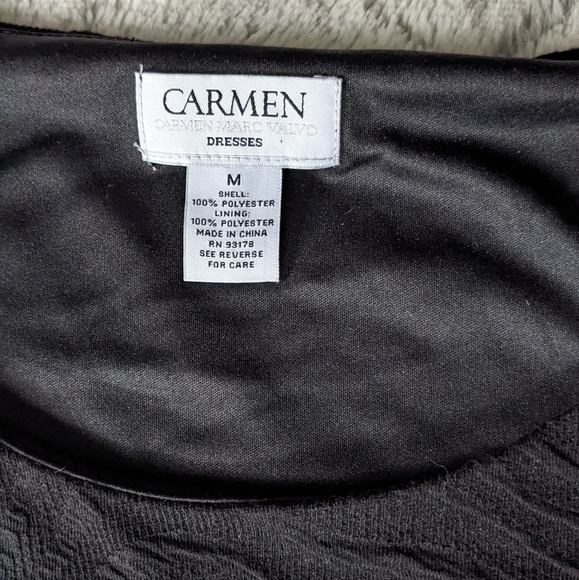 CARMEN
CARMEN MARC VALVO
DRESSES
M
SHELL:
100% POLYESTER
LINING:
100% POLYESTER
MADE IN CHINA
RN 93178
SEE REVERSE
FOR CARE